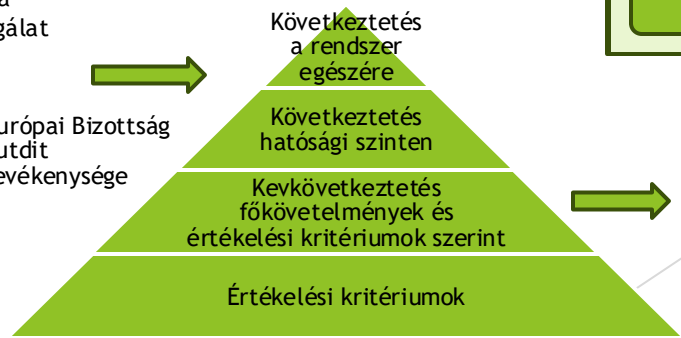 gálat
Következtetés
a rendszer
egészére
urópai Bizottság
utdit
evékenysége
Következtetés
hatósági szinten
Kevkövetkeztetés
főkövetelmények és
értékelési kritériumok szerint
Értékelési kritériumok